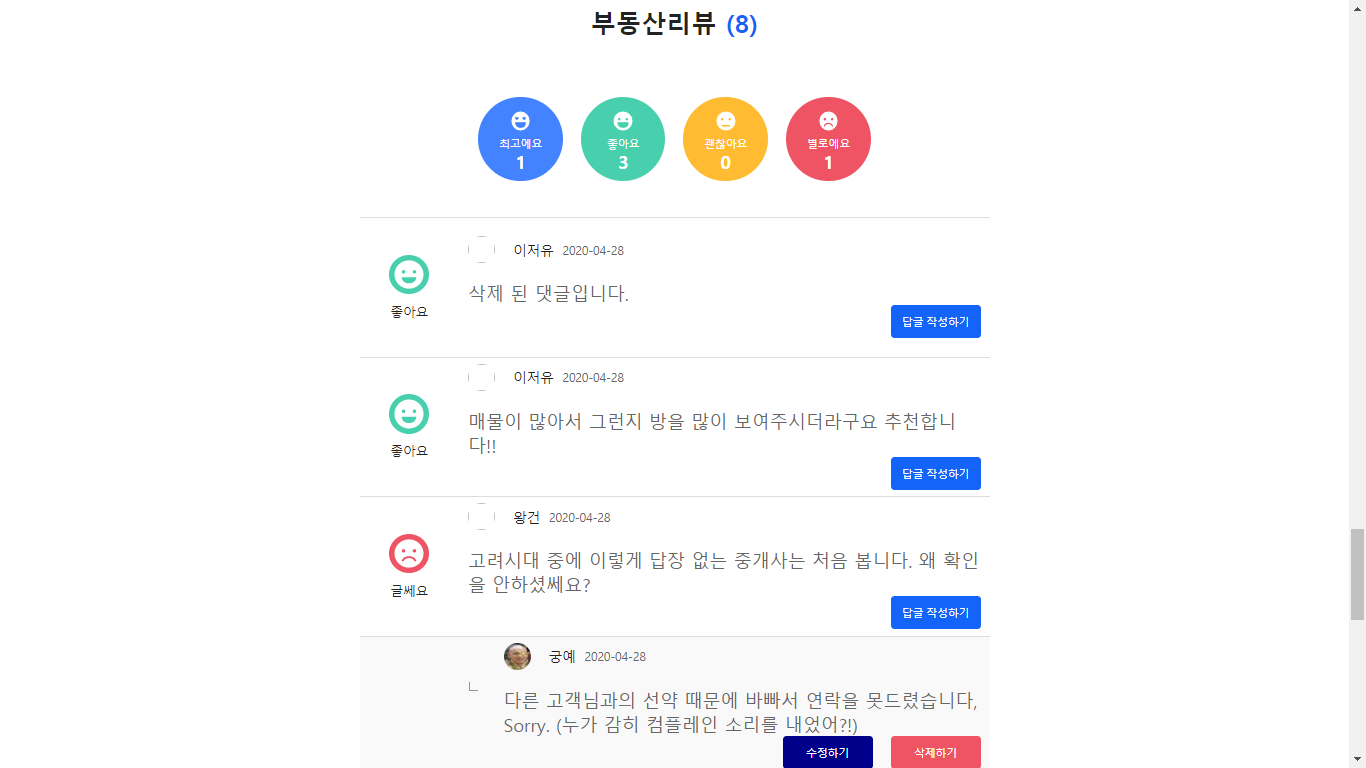 부동산리뷰 (8)
최고에요
1
좋아요
3
괜찮아요
0
별로에요
1
이저유 2020-04-28
좋아요
삭제 된 댓글입니다.
답글 작성하기
이저유 2020-04-28
좋아요
매물이 많아서 그런지 방을 많이 보여주시더라구요 추천합니
다!!
답글 작성하기
왕건 2020-04-28
글쎄요
고려시대 중에 이렇게 답장 없는 중개사는 처음 봅니다. 왜 확인
을 안하셨쎄요?
답글 작성하기
궁예 2020-04-28
다른 고객님과의 선약 때문에 바빠서 연락을 못드렸습니다,
Sorry. (누가 감히 컴플레인 소리를 내었어?!)
수정하기 삭제하기